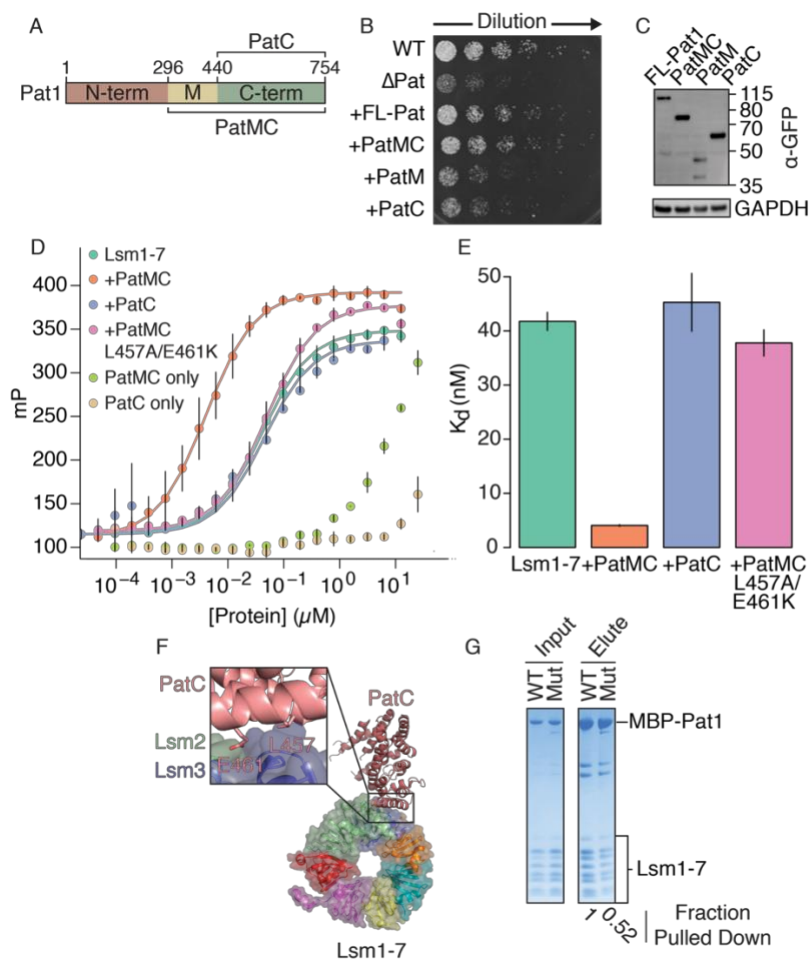 A
PatC
1 296 440 754
Pat1 N-term M C-term
PatMC
B
Dilution
WT
ΔPat
+FL-Pat
+PatMC
+PatM
+PatC
C
FL-Pat1
PatMC
PatM
PatC
115
80
70
50
35
α-GFP
GAPDH
D
Lsm1-7
+PatMC
+PatC
+PatMC
L457A/E461K
PatMC only
PatC only
mP
400
350
300
250
200
150
100
10⁻⁴ 10⁻³ 10⁻² 10⁻¹ 10⁰ 10¹
[Protein] (µM)
E
Kd (nM)
50
40
30
20
10
0
Lsm1-7 +PatMC +PatC +PatMC
L457A/
E461K
F
PatC
Lsm2
Lsm3
L457
E461
PatC
Lsm1-7
G
Input Elute
WT Mut WT Mut
MBP-Pat1
Lsm1-7
1 0.52
Fraction
Pulled Down